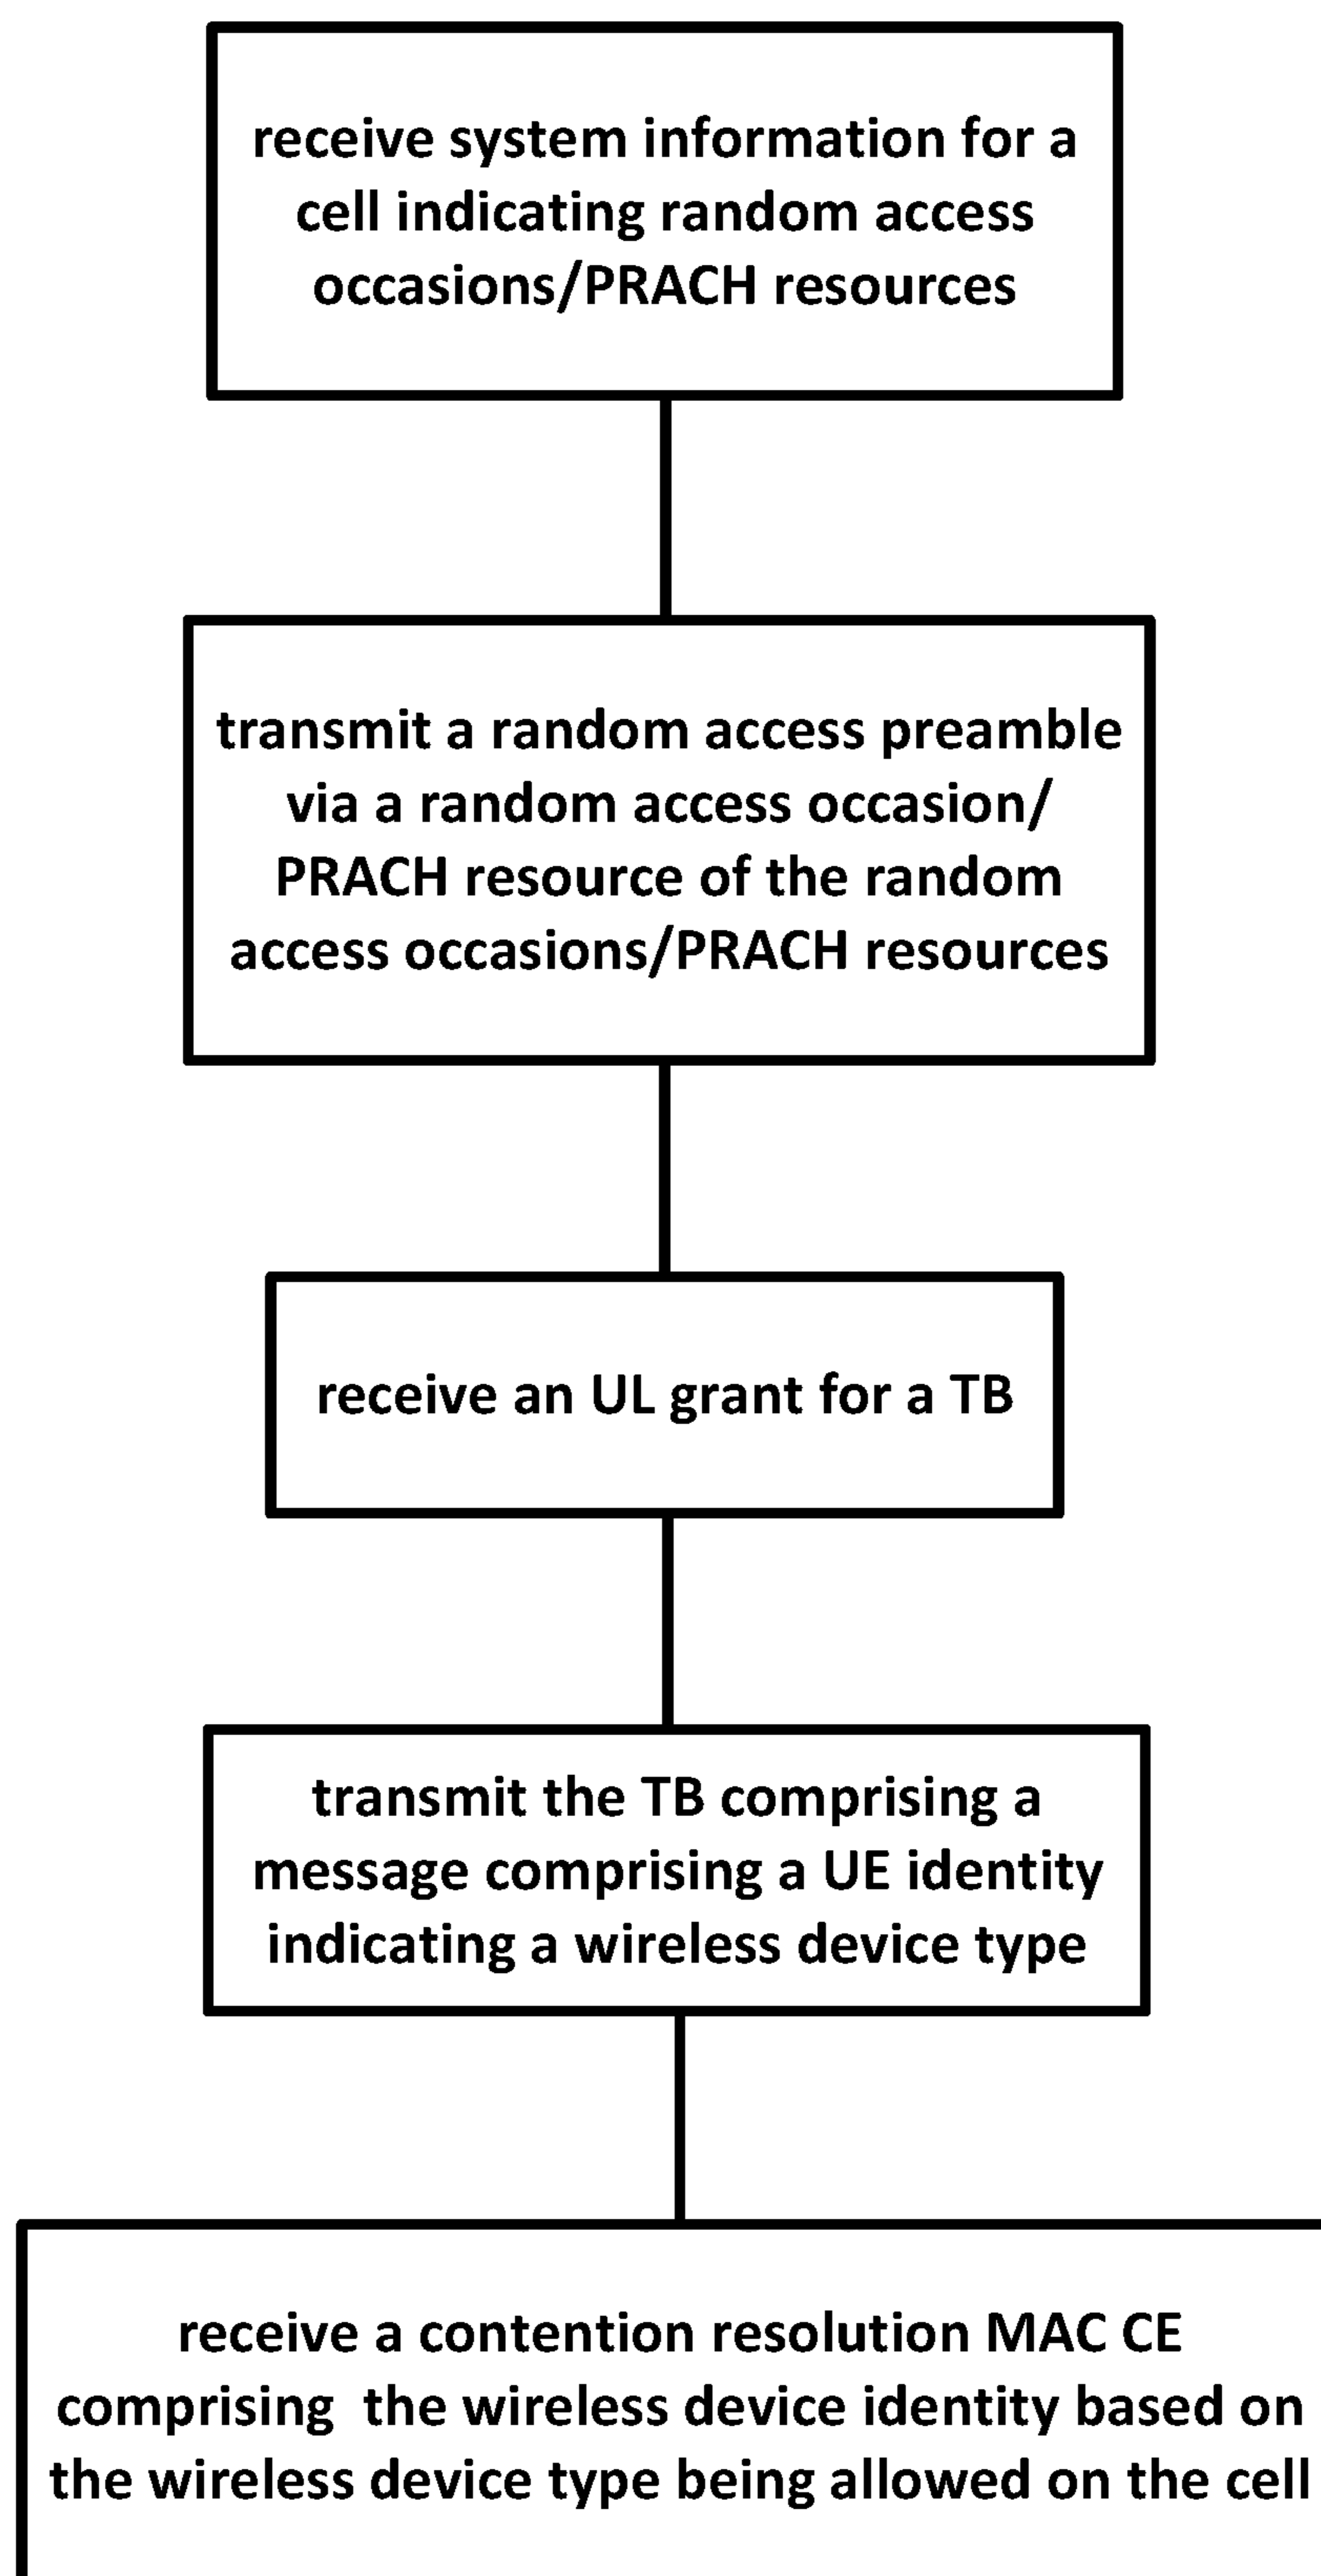 receive system information for a
cell indicating random access
occasions/PRACH resources
transmit a random access preamble
via a random access occasion/
PRACH resource of the random
access occasions/PRACH resources
receive an UL grant for a TB
transmit the TB comprising a
message comprising a UE identity
indicating a wireless device type
receive a contention resolution MAC CE
comprising  the wireless device identity based on
the wireless device type being allowed on the cell